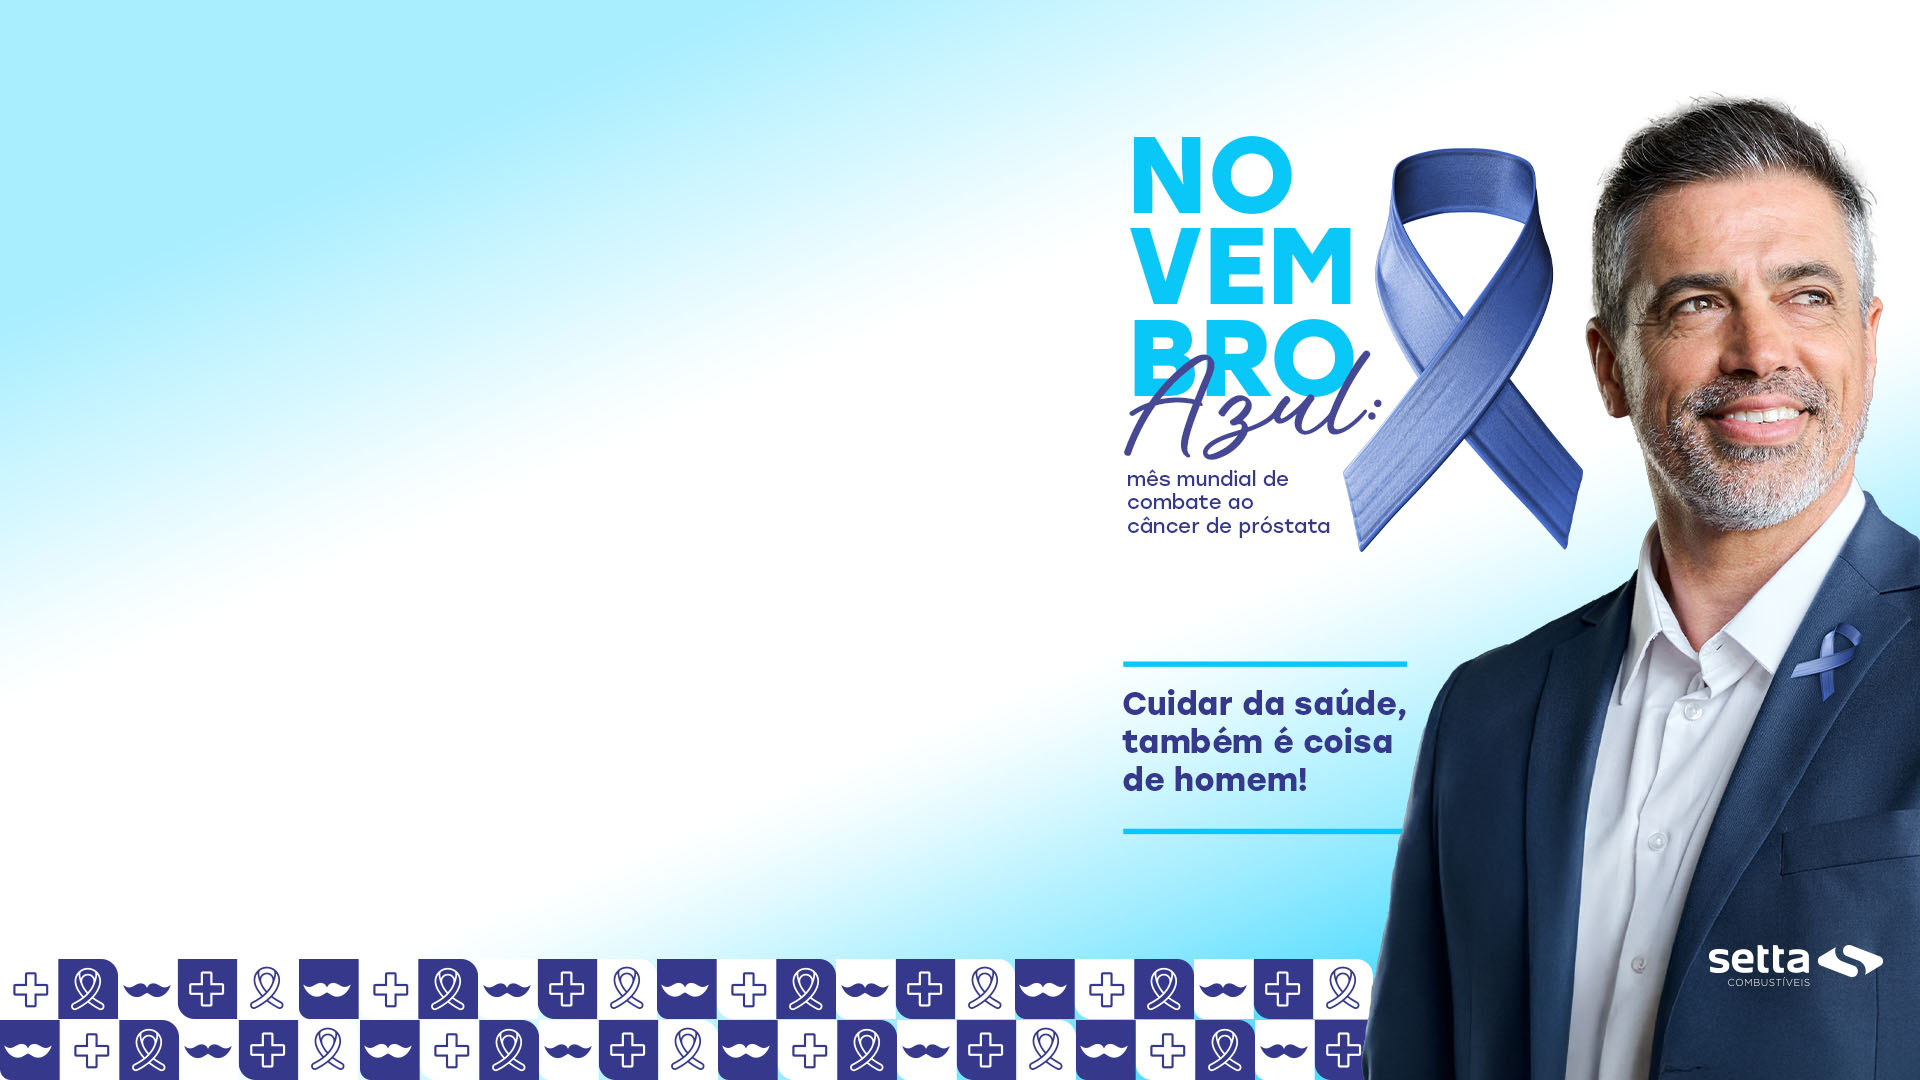 NO
VEM
BRO
Azul:
mês mundial de
combate ao
câncer de próstata
Cuidar da saúde,
também é coisa
de homem!
setta
COMBUSTÍVEIS